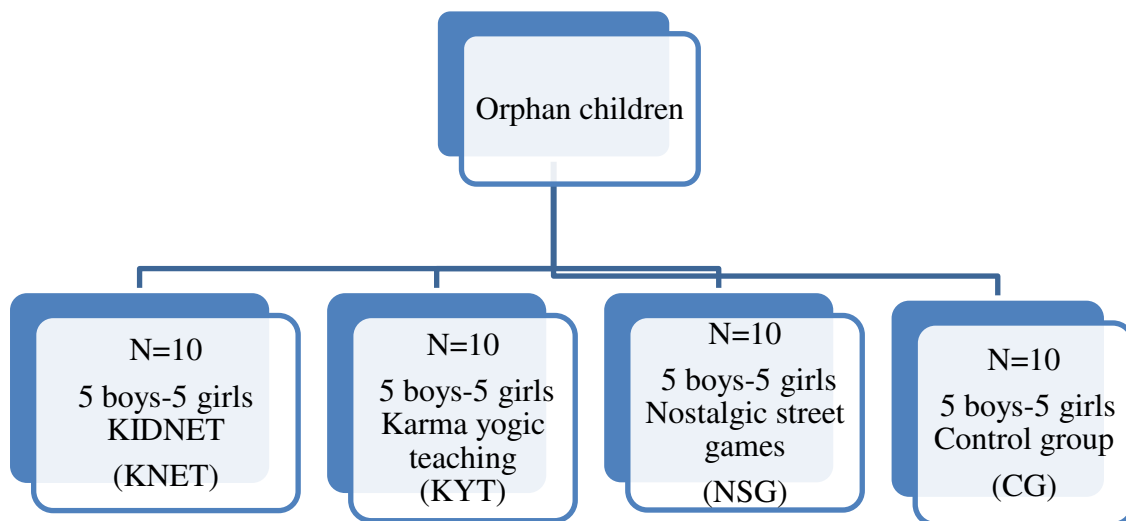 Orphan children
N=10
5 boys-5 girls
KIDNET
(KNET)
N=10
5 boys-5 girls
Karma yogic
teaching
(KYT)
N=10
5 boys-5 girls
Nostalgic street
games
(NSG)
N=10
5 boys-5 girls
Control group
(CG)